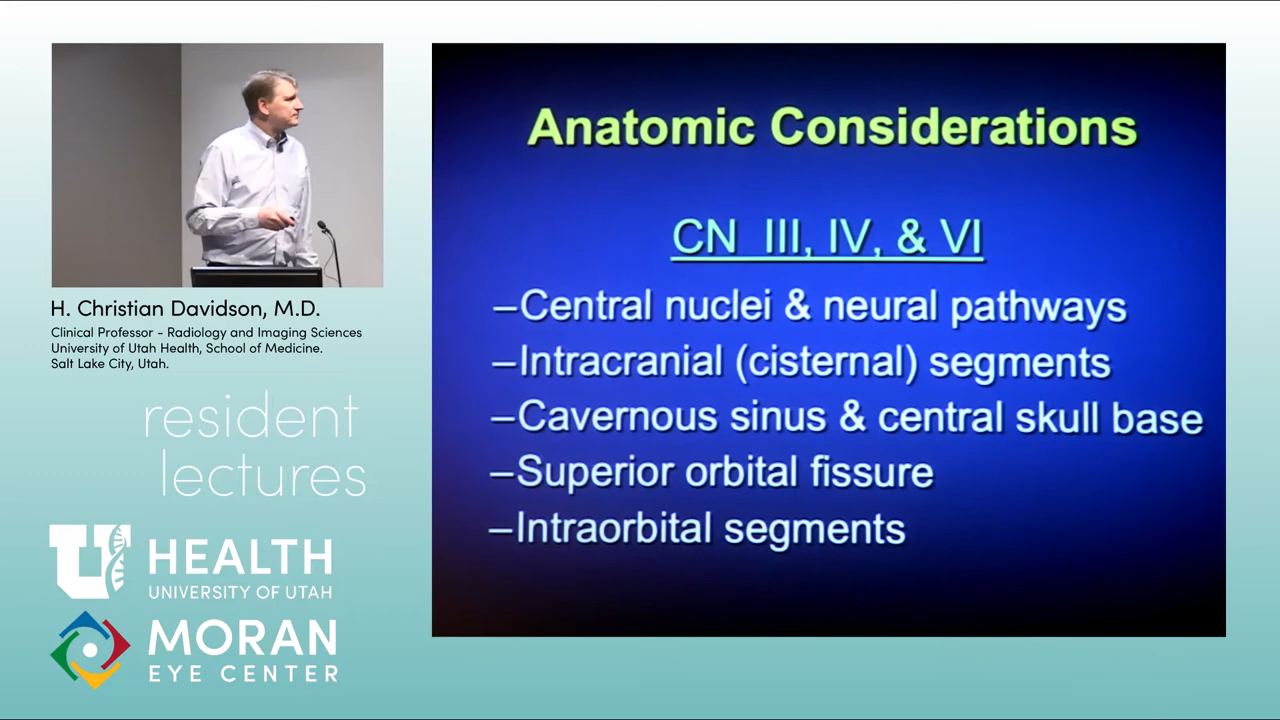 Anatomic Considerations
CN III, IV, & VI
–Central nuclei & neural pathways
–Intracranial (cisternal) segments
–Cavernous sinus & central skull base
–Superior orbital fissure
–Intraorbital segments
H. Christian Davidson, M.D.
Clinical Professor - Radiology and Imaging Sciences
University of Utah Health, School of Medicine.
Salt Lake City, Utah.
resident
lectures
U HEALTH
UNIVERSITY OF UTAH
MORAN
EYE CENTER